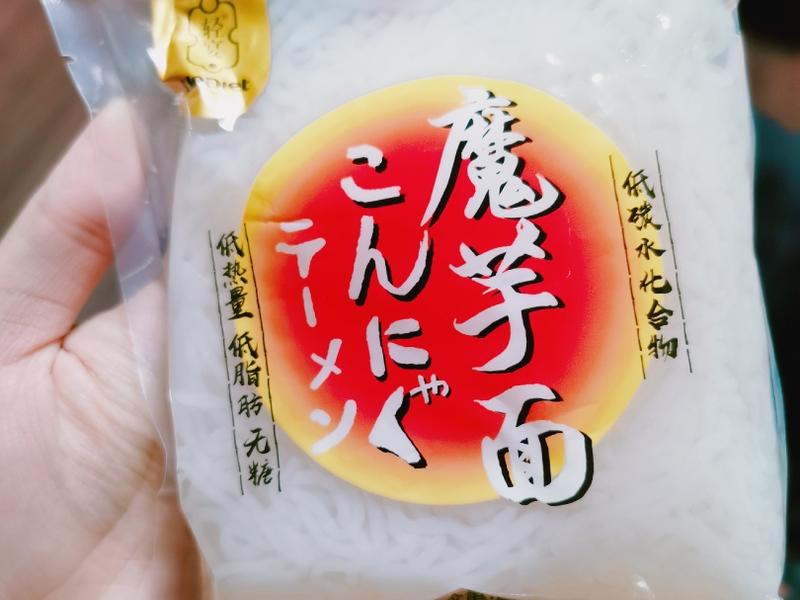 低碳水化合物
魔芋面
こんにゃく
ラーメン
低热量 低脂肪 无糖